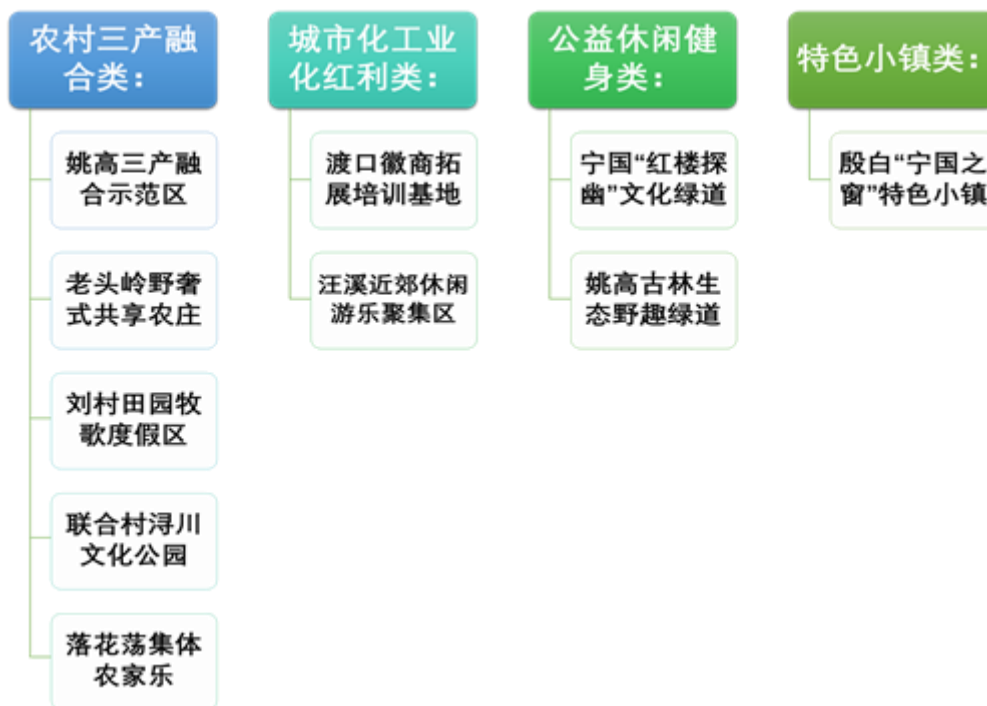 农村三产融
合类：
姚高三产融
合示范区
老头岭野奢
式共享农庄
刘村田园牧
歌度假区
联合村浔川
文化公园
落花荡集体
农家乐
城市化工业
化红利类：
渡口徽商拓
展培训基地
汪溪近郊休闲
游乐聚集区
公益休闲健
身类：
宁国“红楼探
幽”文化绿道
姚高古林生
态野趣绿道
特色小镇类：
殷白“宁国之
窗”特色小镇